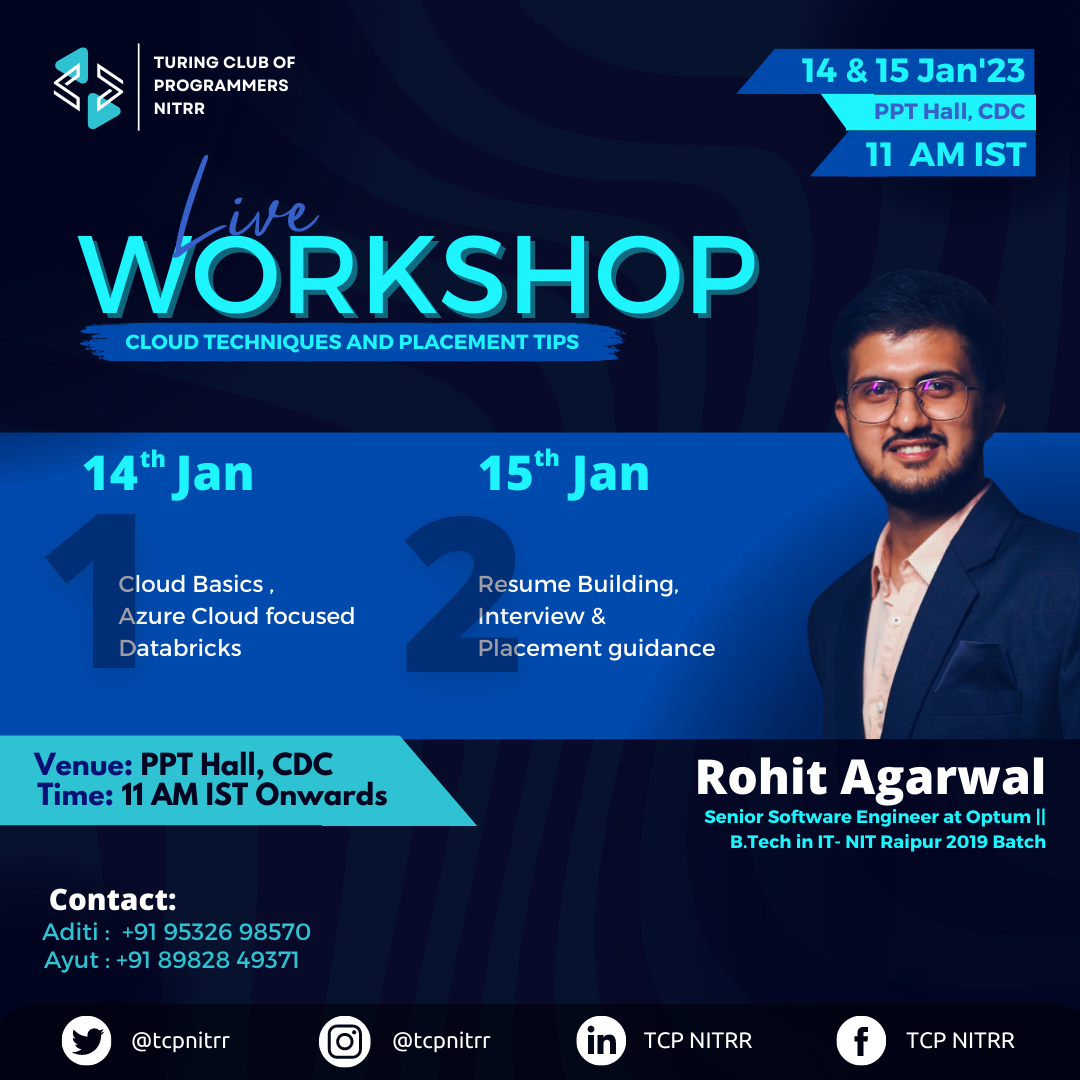 TURING CLUB OF
PROGRAMMERS
NITRR
14 & 15 Jan'23
PPT Hall, CDC
11 AM IST
Live
WORKSHOP
CLOUD TECHNIQUES AND PLACEMENT TIPS
14th Jan
1
Cloud Basics ,
Azure Cloud focused
Databricks
15th Jan
2
Resume Building,
Interview &
Placement guidance
Venue: PPT Hall, CDC
Time: 11 AM IST Onwards
Rohit Agarwal
Senior Software Engineer at Optum ||
B.Tech in IT- NIT Raipur 2019 Batch
Contact:
Aditi : +91 95326 98570
Ayut : +91 89828 49371
@tcpnitrr
@tcpnitrr
TCP NITRR
TCP NITRR